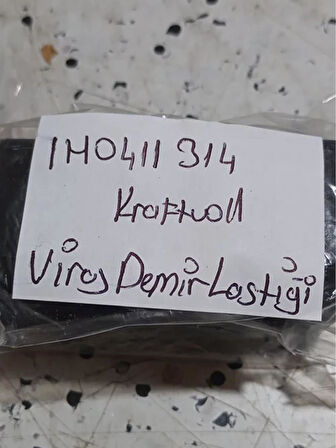 1H0411314
Kraftvoll
Viraj Demir Lastiği